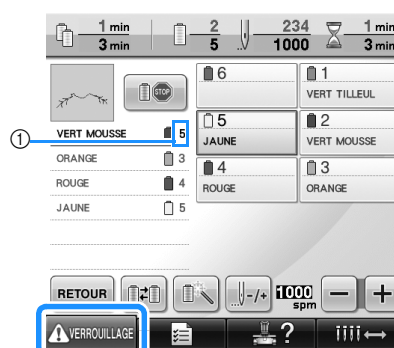 1 min
3 min
2
5
234
1000
1 min
3 min
STOP
6
1
VERT TILLEUL
① VERT MOUSSE 5
5
JAUNE
2
VERT MOUSSE
ORANGE 3
ROUGE 4
4
ROUGE
3
ORANGE
JAUNE 5
RETOUR
-/+
1000
spm
− +
VERROUILLAGE
?